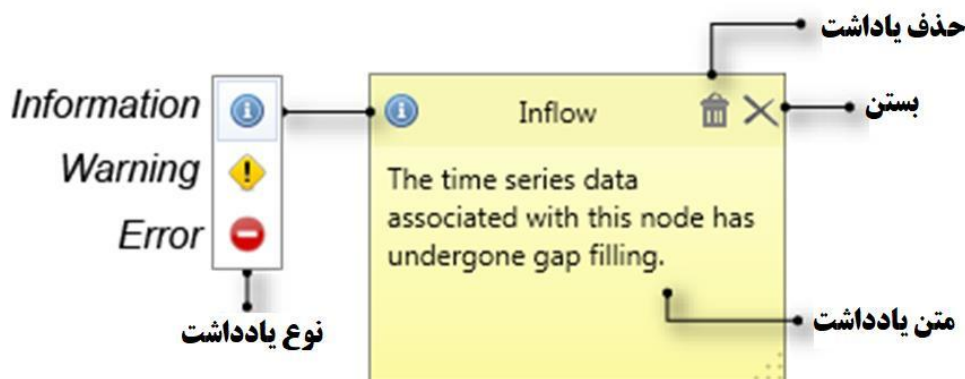 حذف یاداشت
Information
Inflow
بستن
Warning
The time series data
associated with this node has
undergone gap filling.
Error
نوع یادداشت
متن یادداشت